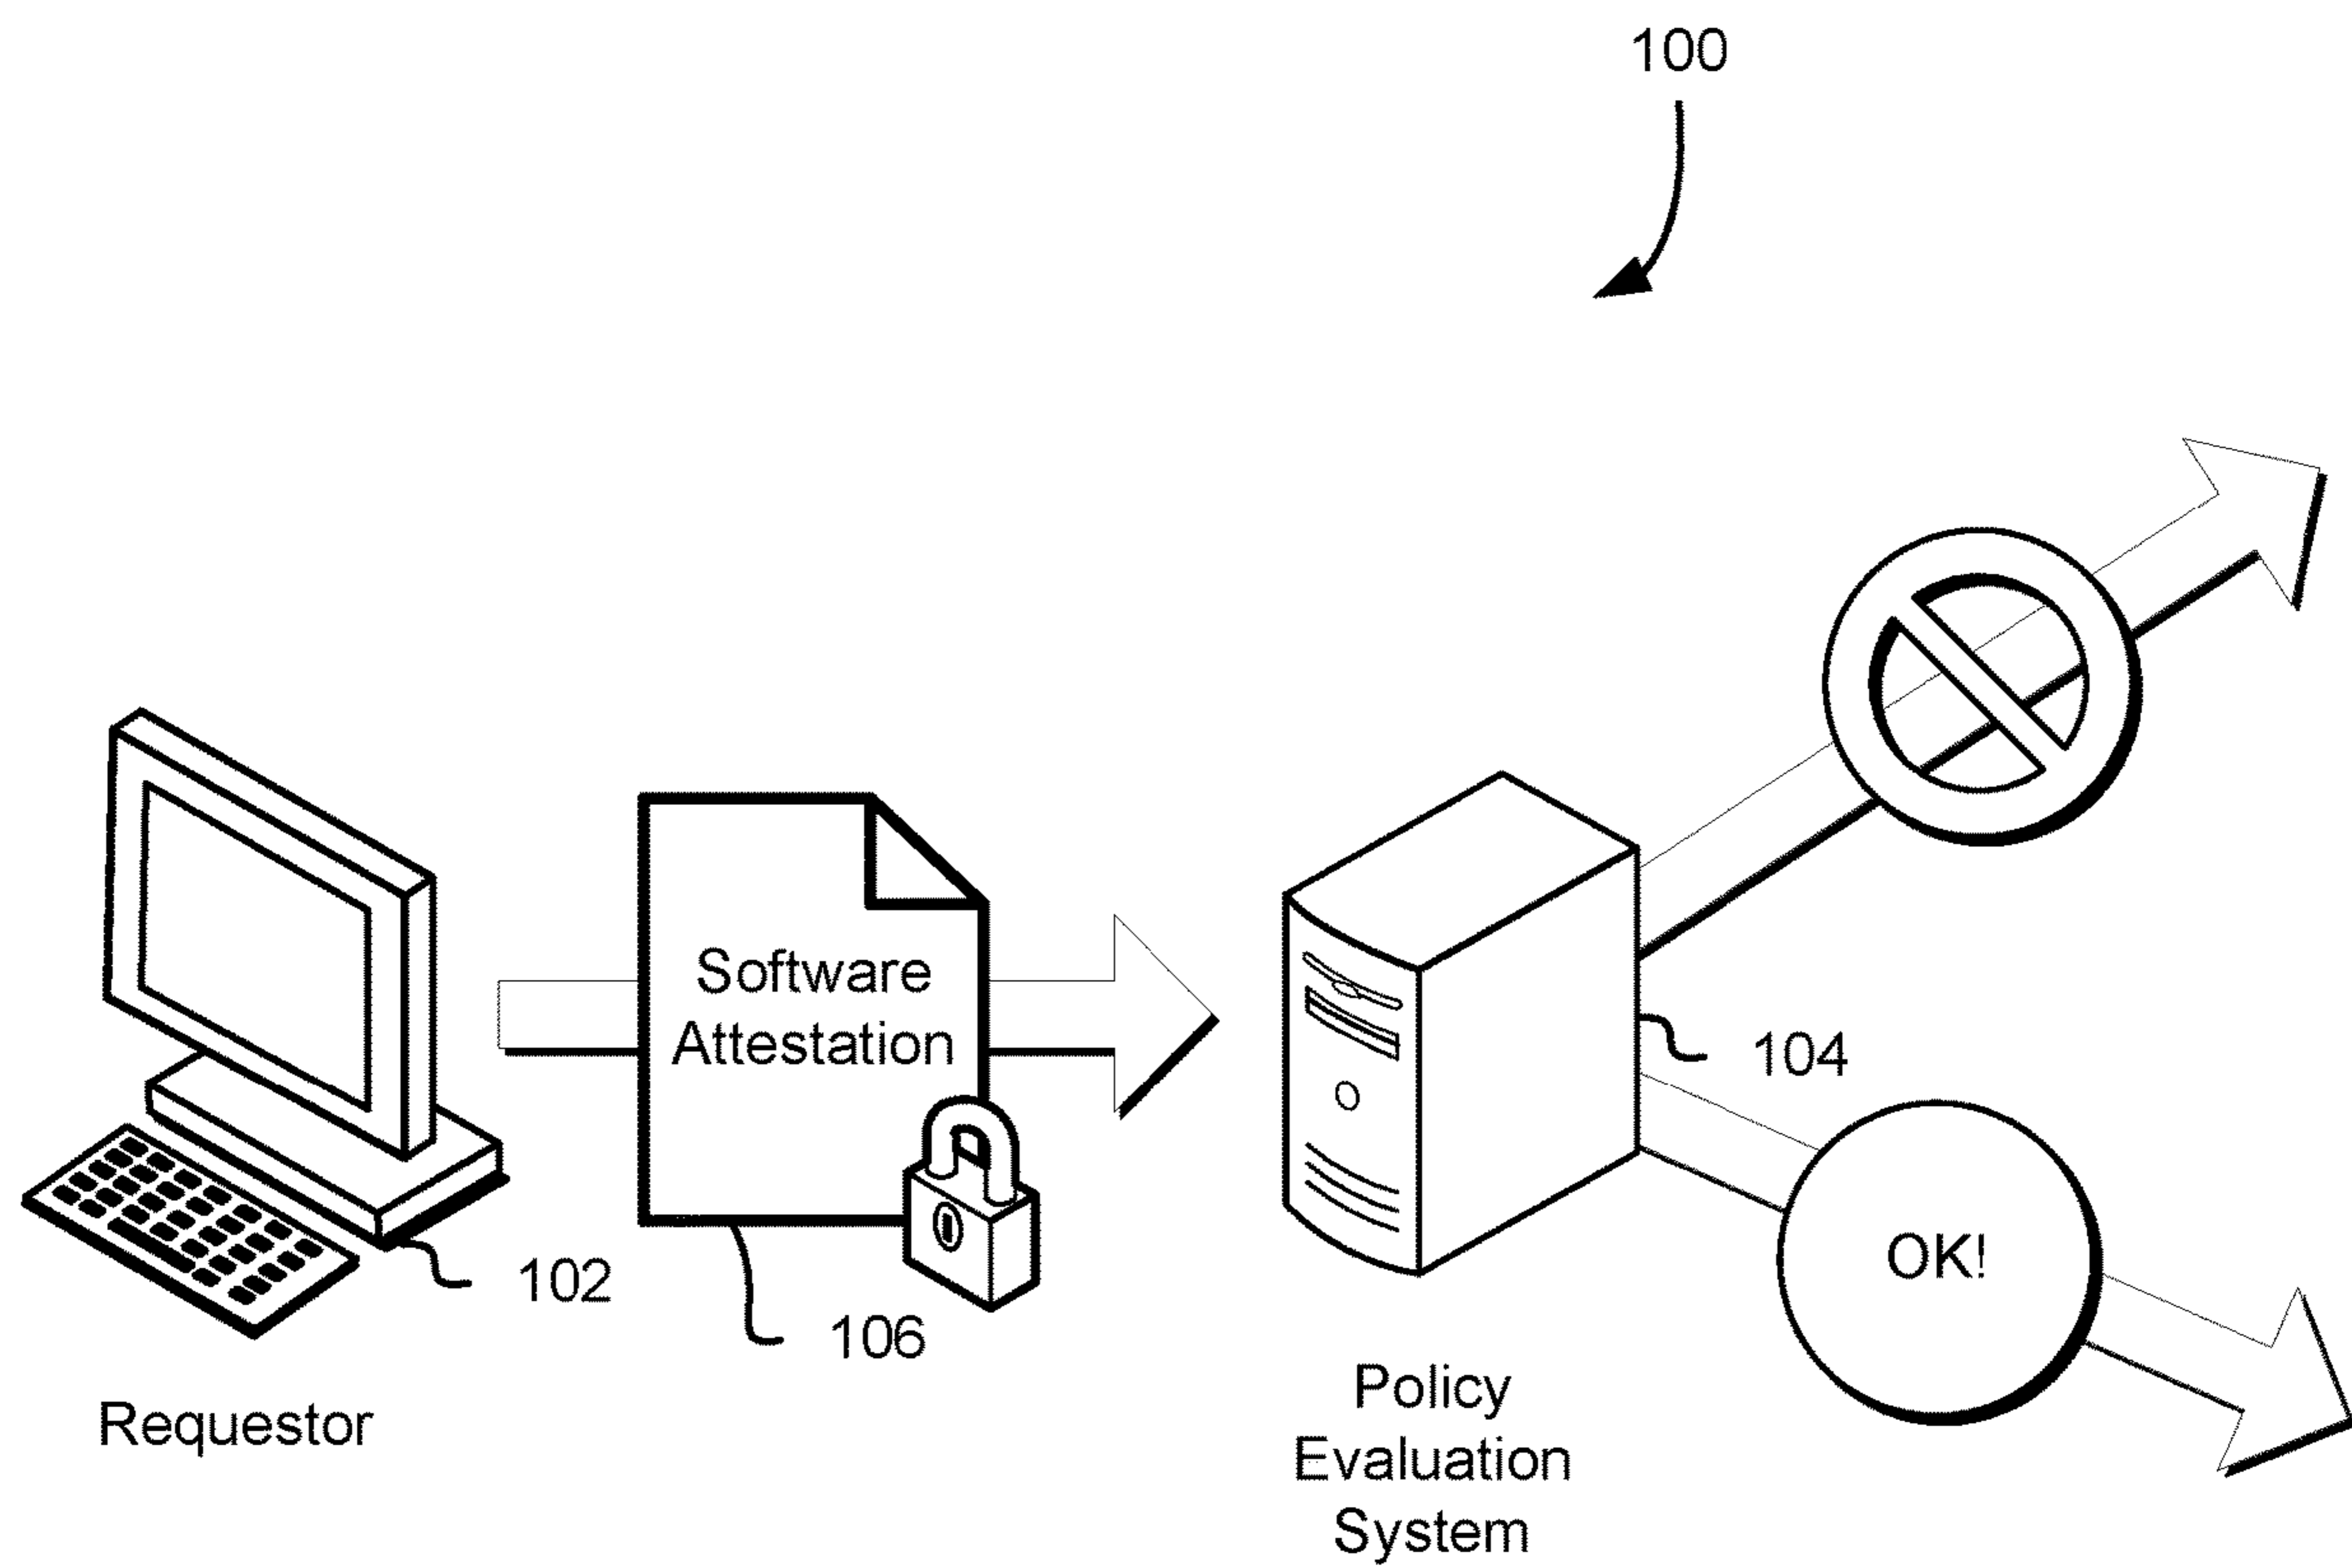 100
Software
Attestation
104
OK!
102
106
Requestor
Policy
Evaluation
System